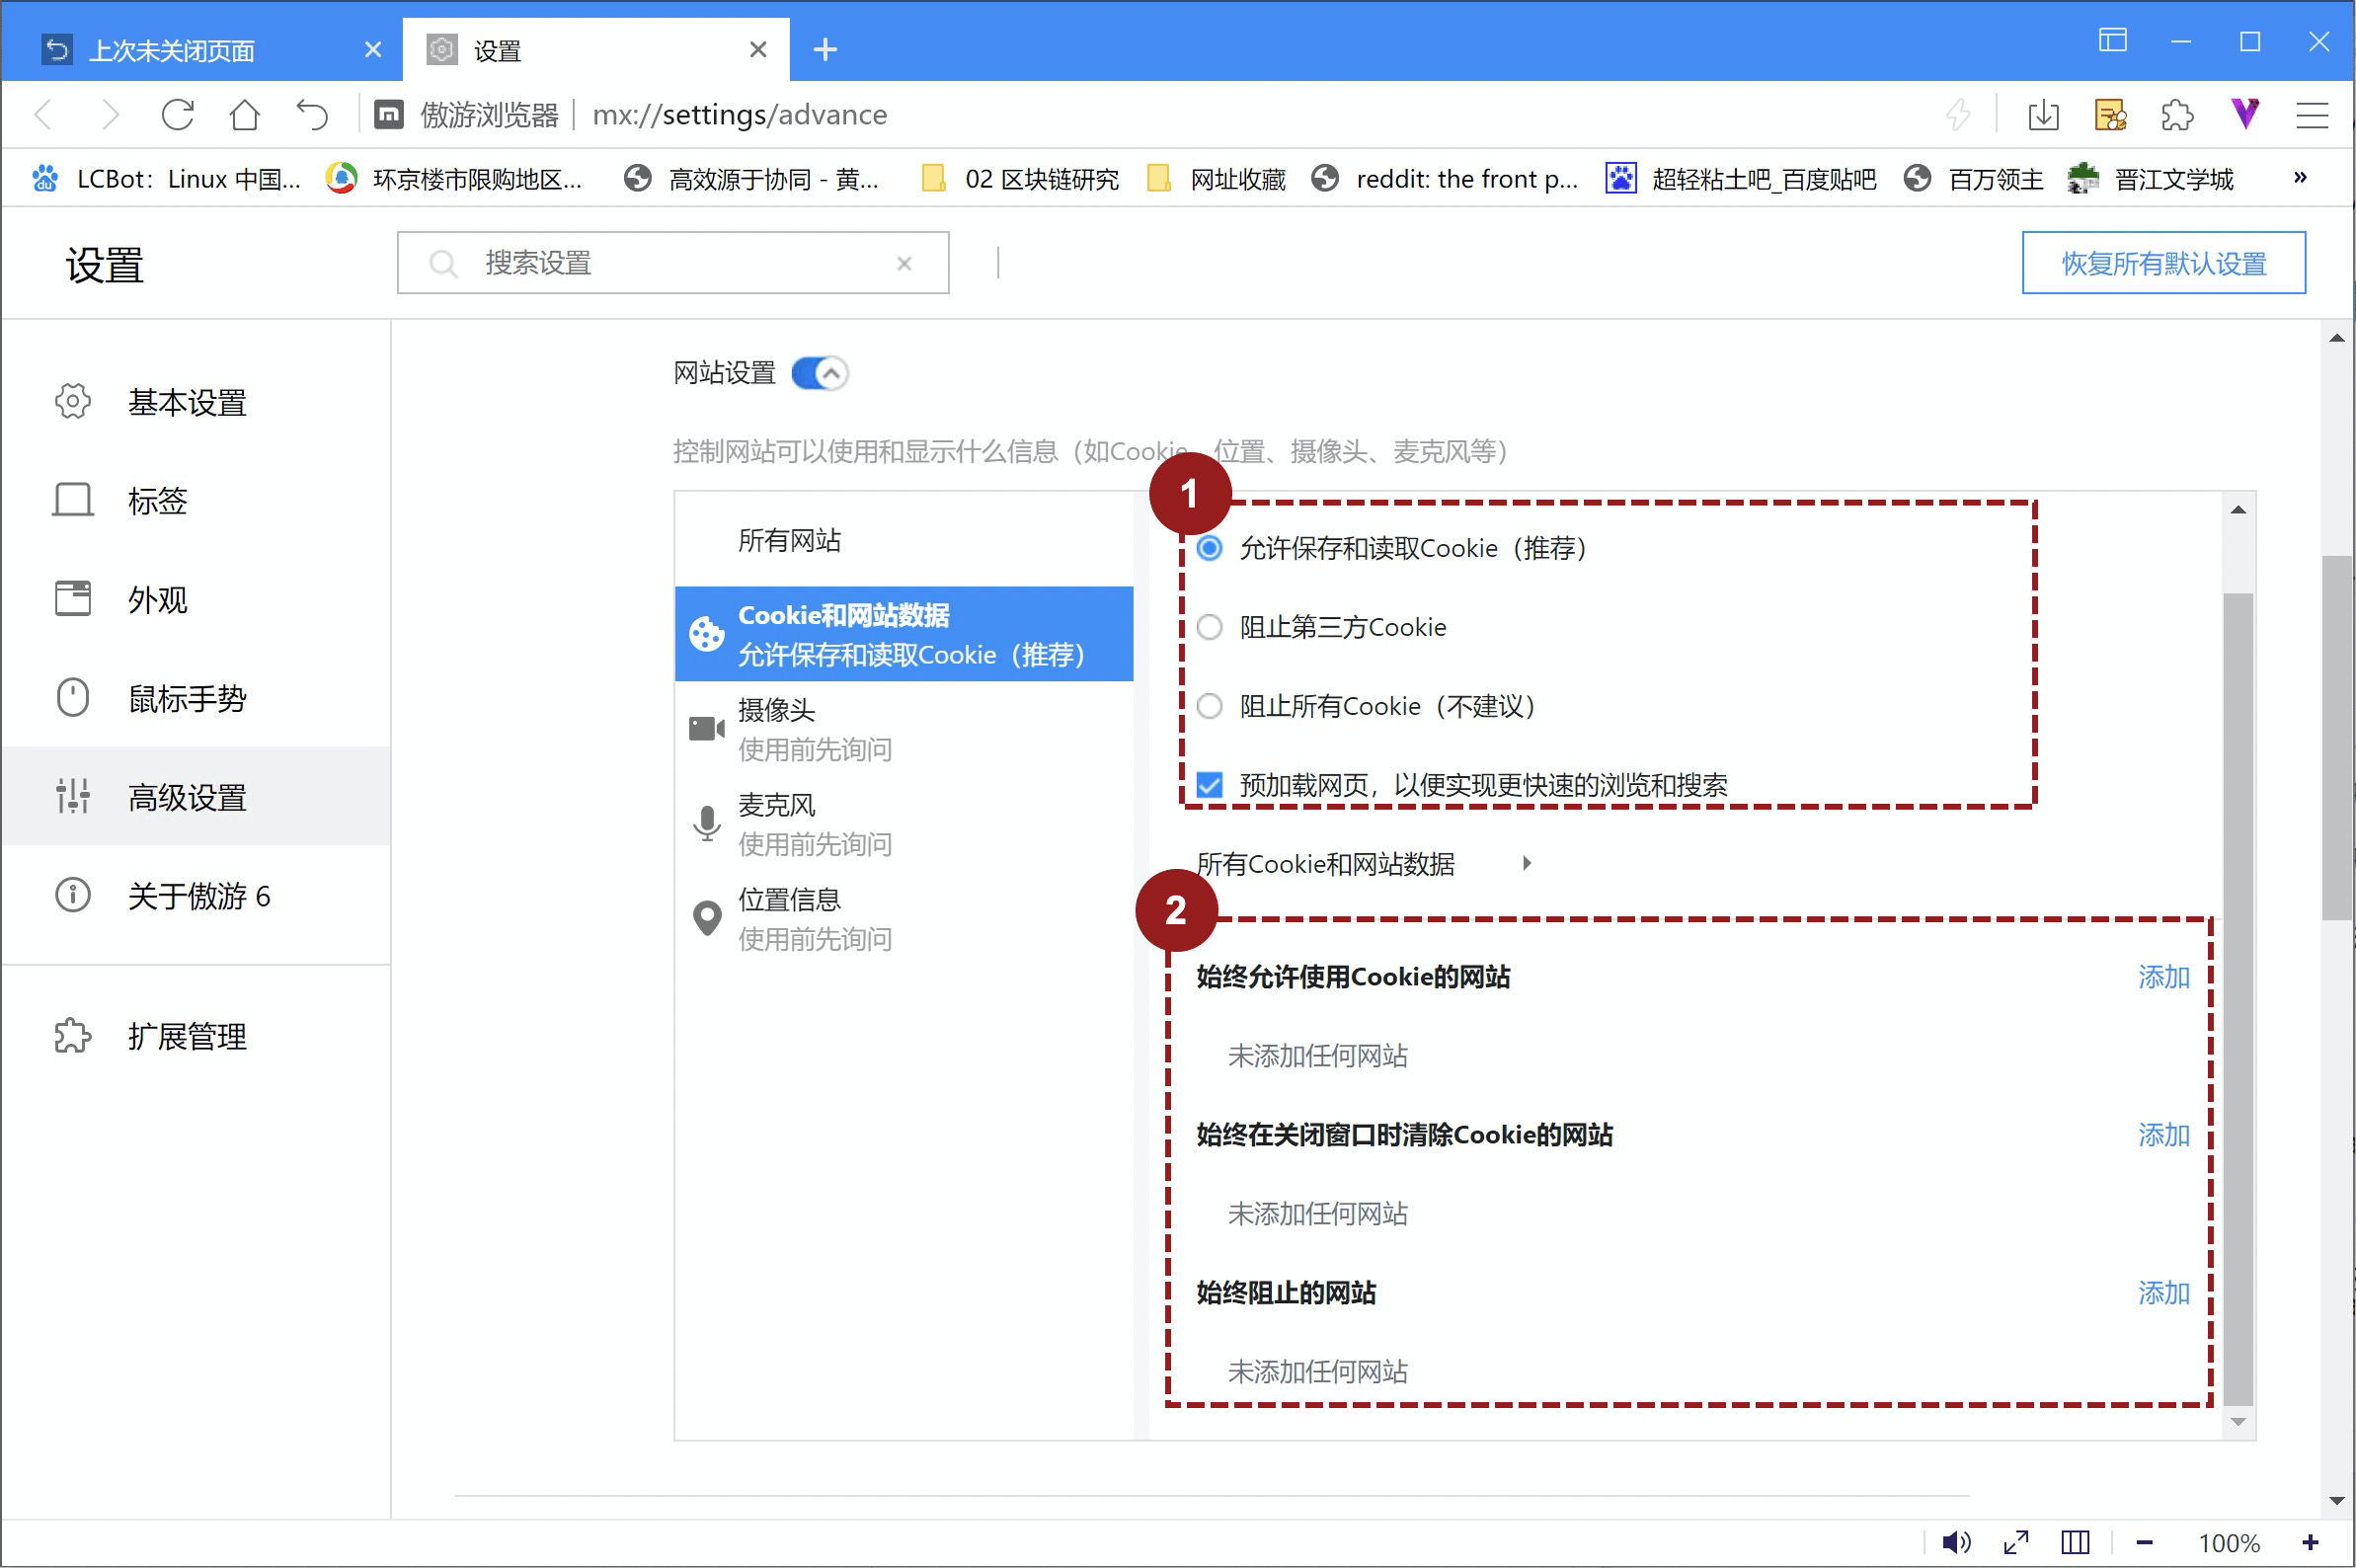 上次未关闭页面
设置
傲游浏览器
mx://settings/advance
LCBot：Linux 中国...
环京楼市限购地区...
高效源于协同 - 黄...
02 区块链研究
网址收藏
reddit: the front p...
超轻粘土吧_百度贴吧
百万领主
晋江文学城
»
设置
搜索设置
恢复所有默认设置
基本设置
标签
外观
鼠标手势
高级设置
关于傲游 6
扩展管理
网站设置
控制网站可以使用和显示什么信息（如Cookie、位置、摄像头、麦克风等）
所有网站
Cookie和网站数据
允许保存和读取Cookie（推荐）
摄像头
使用前先询问
麦克风
使用前先询问
位置信息
使用前先询问
1
允许保存和读取Cookie（推荐）
阻止第三方Cookie
阻止所有Cookie（不建议）
预加载网页，以便实现更快速的浏览和搜索
所有Cookie和网站数据
2
始终允许使用Cookie的网站
添加
未添加任何网站
始终在关闭窗口时清除Cookie的网站
添加
未添加任何网站
始终阻止的网站
添加
未添加任何网站
100%